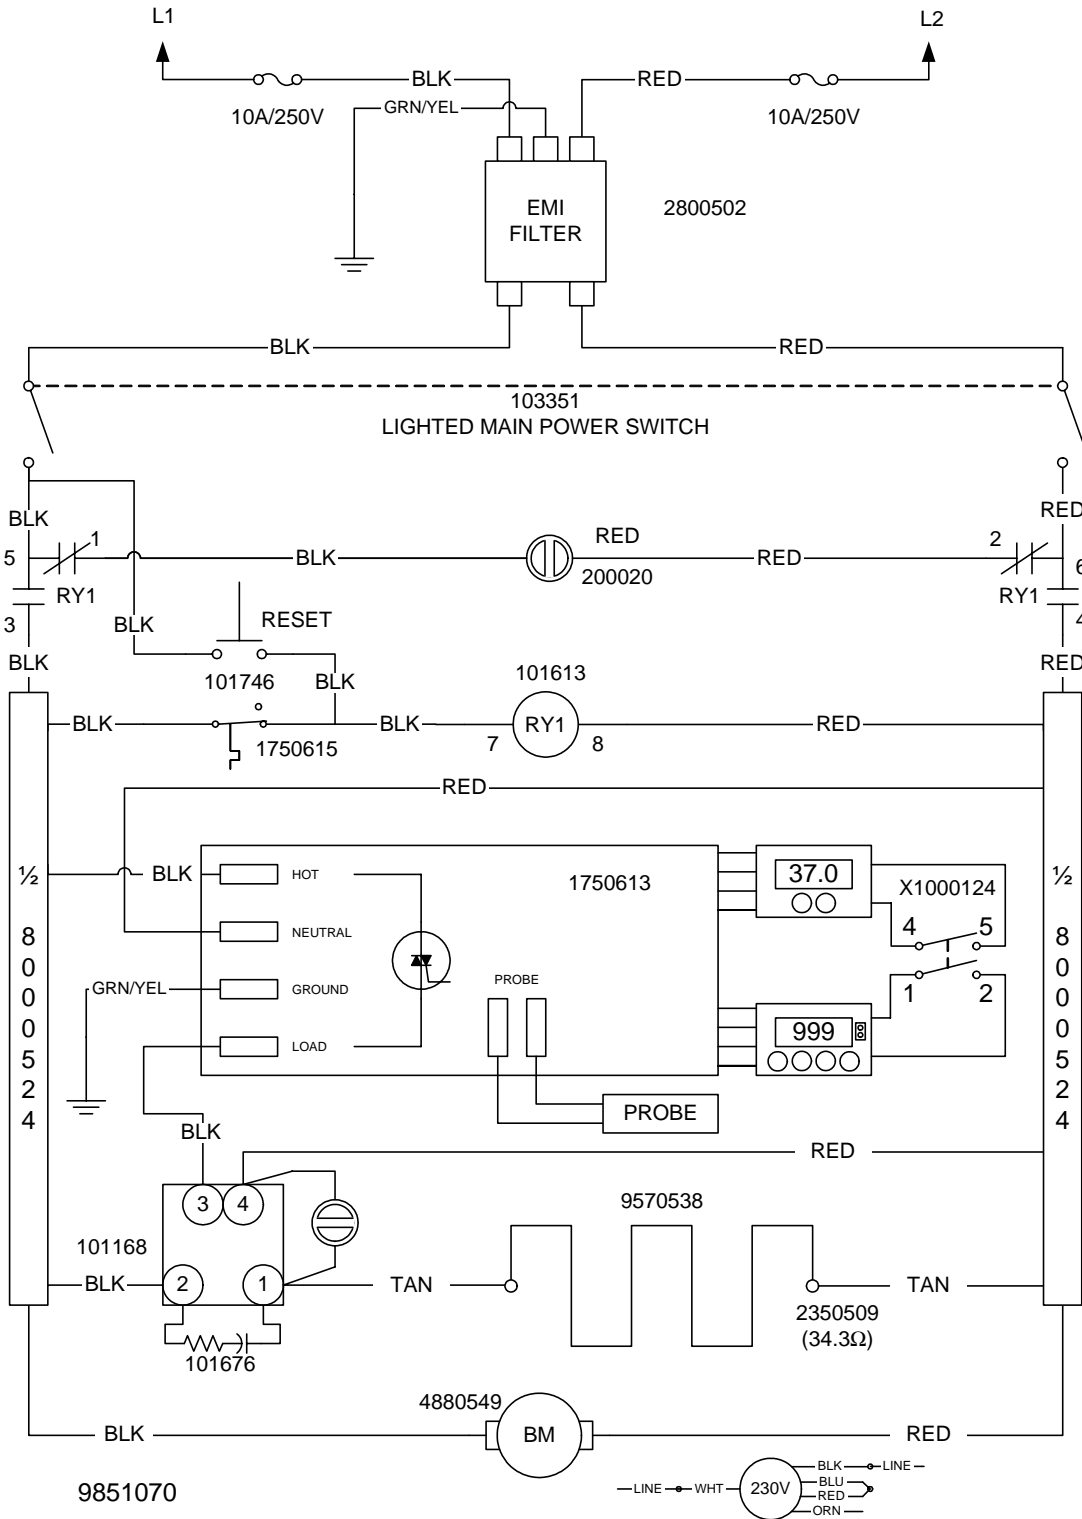 L1
L2
BLK
RED
GRN/YEL
10A/250V
10A/250V
EMI
FILTER
2800502
BLK
RED
103351
LIGHTED MAIN POWER SWITCH
BLK
RED
5
1
BLK
RED
200020
RED
2
6
RY1
RY1
3
BLK
RESET
4
BLK
RED
101746
BLK
101613
BLK
1750615
BLK
7
RY1
8
RED
RED
½
8
0
0
0
5
2
4
BLK
HOT
1750613
37.0
X1000124
½
8
0
0
0
5
2
4
NEUTRAL
4
5
GRN/YEL
GROUND
PROBE
1
2
LOAD
999
PROBE
BLK
RED
3
4
9570538
101168
BLK
2
1
TAN
TAN
2350509
(34.3Ω)
101676
4880549
BLK
BM
RED
9851070
LINE
WHT
230V
BLK
LINE
BLU
RED
ORN